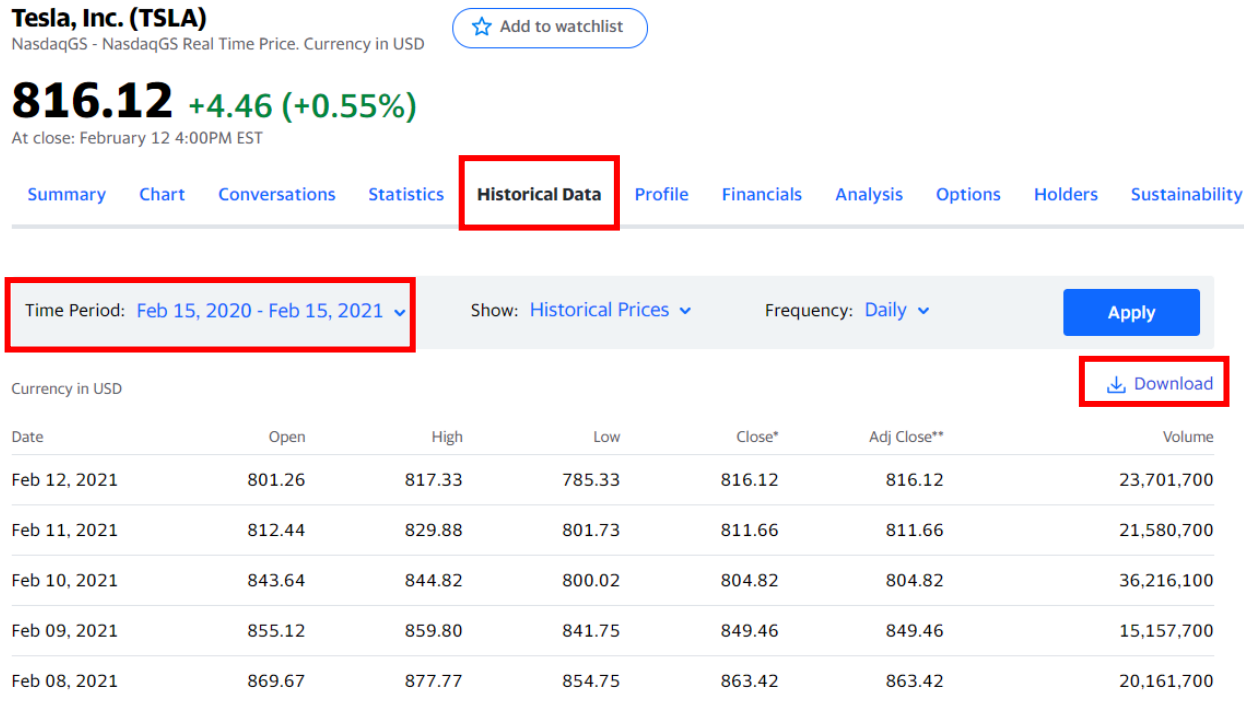 Tesla, Inc. (TSLA)
Add to watchlist
NasdaqGS - NasdaqGS Real Time Price. Currency in USD
816.12 +4.46 (+0.55%)
At close: February 12 4:00PM EST
Summary Chart Conversations Statistics Historical Data Profile Financials Analysis Options Holders Sustainability
Time Period: Feb 15, 2020 - Feb 15, 2021 Show: Historical Prices Frequency: Daily Apply
Currency in USD Download
Date Open High Low Close* Adj Close** Volume
Feb 12, 2021 801.26 817.33 785.33 816.12 816.12 23,701,700
Feb 11, 2021 812.44 829.88 801.73 811.66 811.66 21,580,700
Feb 10, 2021 843.64 844.82 800.02 804.82 804.82 36,216,100
Feb 09, 2021 855.12 859.80 841.75 849.46 849.46 15,157,700
Feb 08, 2021 869.67 877.77 854.75 863.42 863.42 20,161,700